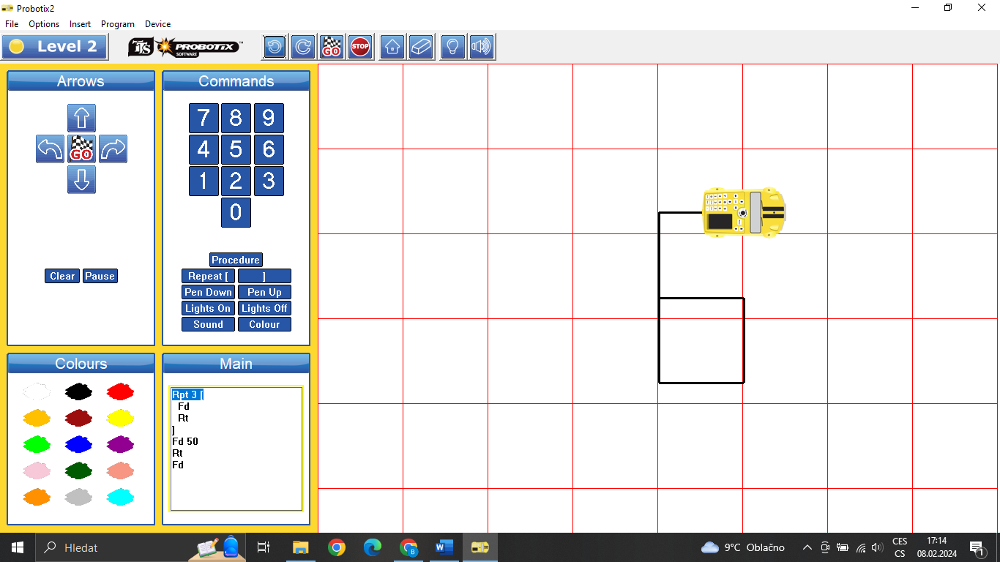 Probotix2
File Options Insert Program Device
Level 2
TTS PROBOTIX™
SOFTWARE
GO
STOP
Arrows
GO
Clear Pause
Commands
7 8 9
4 5 6
1 2 3
0
Procedure
Repeat [ ]
Pen Down Pen Up
Lights On Lights Off
Sound Colour
Colours
Main
Rpt 3 [
Fd
Rt
]
Fd 50
Rt
Fd
Hledat
9°C Oblačno
CES
CS
17:14
08.02.2024
1